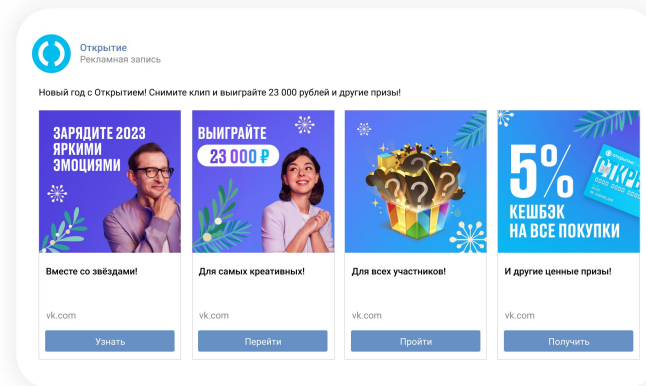 Открытие
Рекламная запись
Новый год с Открытием! Снимите клип и выиграйте 23 000 рублей и другие призы!
ЗАРЯДИТЕ 2023
ЯРКИМИ
ЭМОЦИЯМИ
Вместе со звёздами!
vk.com
Узнать
ВЫИГРАЙТЕ
23 000 ₽
Для самых креативных!
vk.com
Перейти
???
Для всех участников!
vk.com
Пройти
5%
КЕШБЭК
НА ВСЕ ПОКУПКИ
И другие ценные призы!
vk.com
Получить